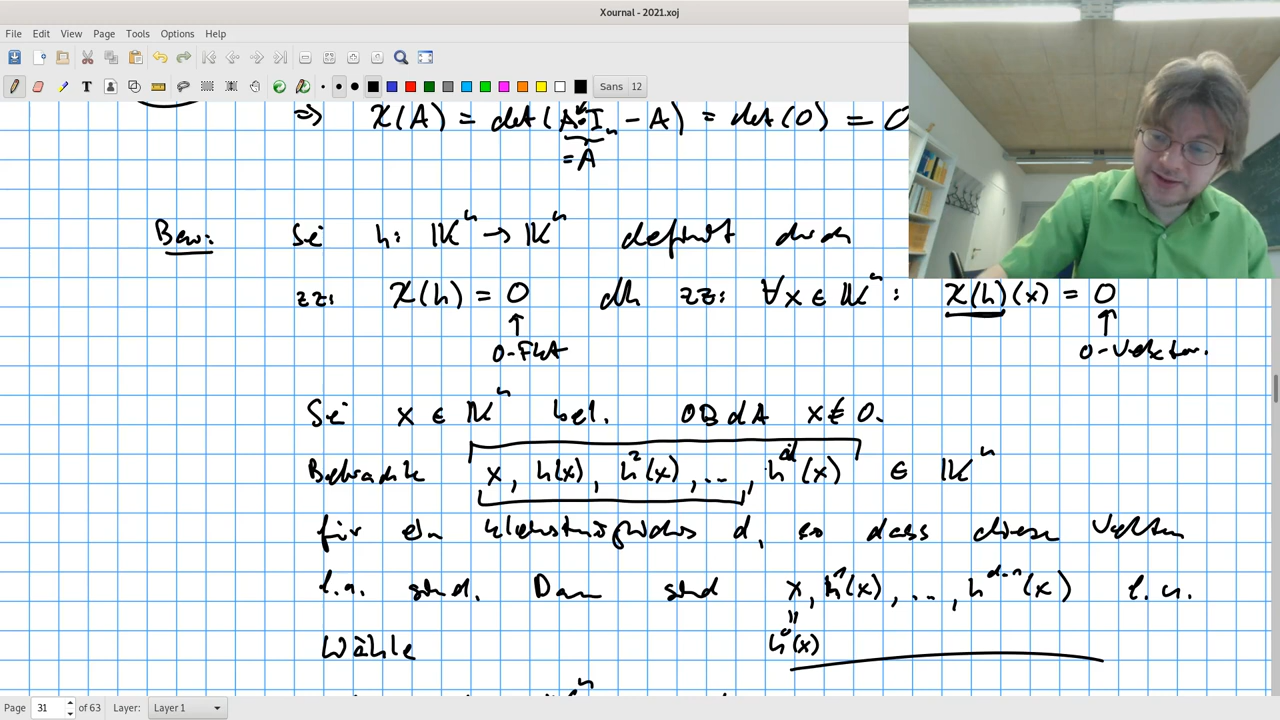 Xournal - 2021.xoj
File Edit View Page Tools Options Help
Sans 12
⇒ χ(A) = det(A·Iₙ - A) = det(0) = 0
= A
Bew: Sei h: 𝕂ⁿ → 𝕂ⁿ definiert durch
zz: χ(h) = 0 dh zz: ∀x ∈ 𝕂ⁿ: χ(h)(x) = 0
↑ ↑
0-Fkt 0-Vektor.
Sei x ∈ 𝕂ⁿ bel. OBdA x ≠ 0.
Betrachte x, h(x), h²(x), ..., hᵈ(x) ∈ 𝕂ⁿ
für ein kleinstmögliches d, so dass diese Vektoren
l.a. sind. Dann sind x, h¹(x), ..., hᵈ⁻¹(x) l.u.
=
Wähle h⁰(x)
Page 31 of 63 Layer: Layer 1